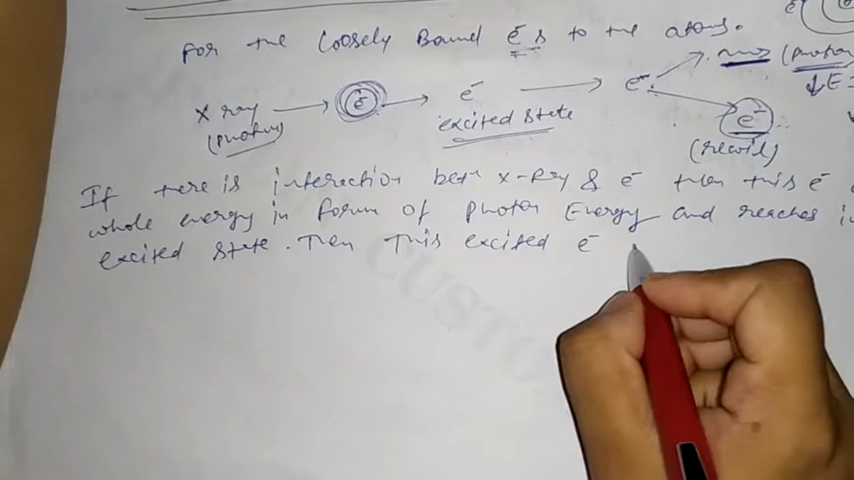 For the Loosely Bound e⁻s to the atoms.
e⁻
X ray → e⁻ → e⁻ → e⁻ (photon
(photon) excited state e⁻ E
(recoil)
If there is interaction betn X-Ray & e⁻ then this e⁻
whole energy in form of photon Energy and reaches i
excited state. Then this excited e⁻
CUSTO